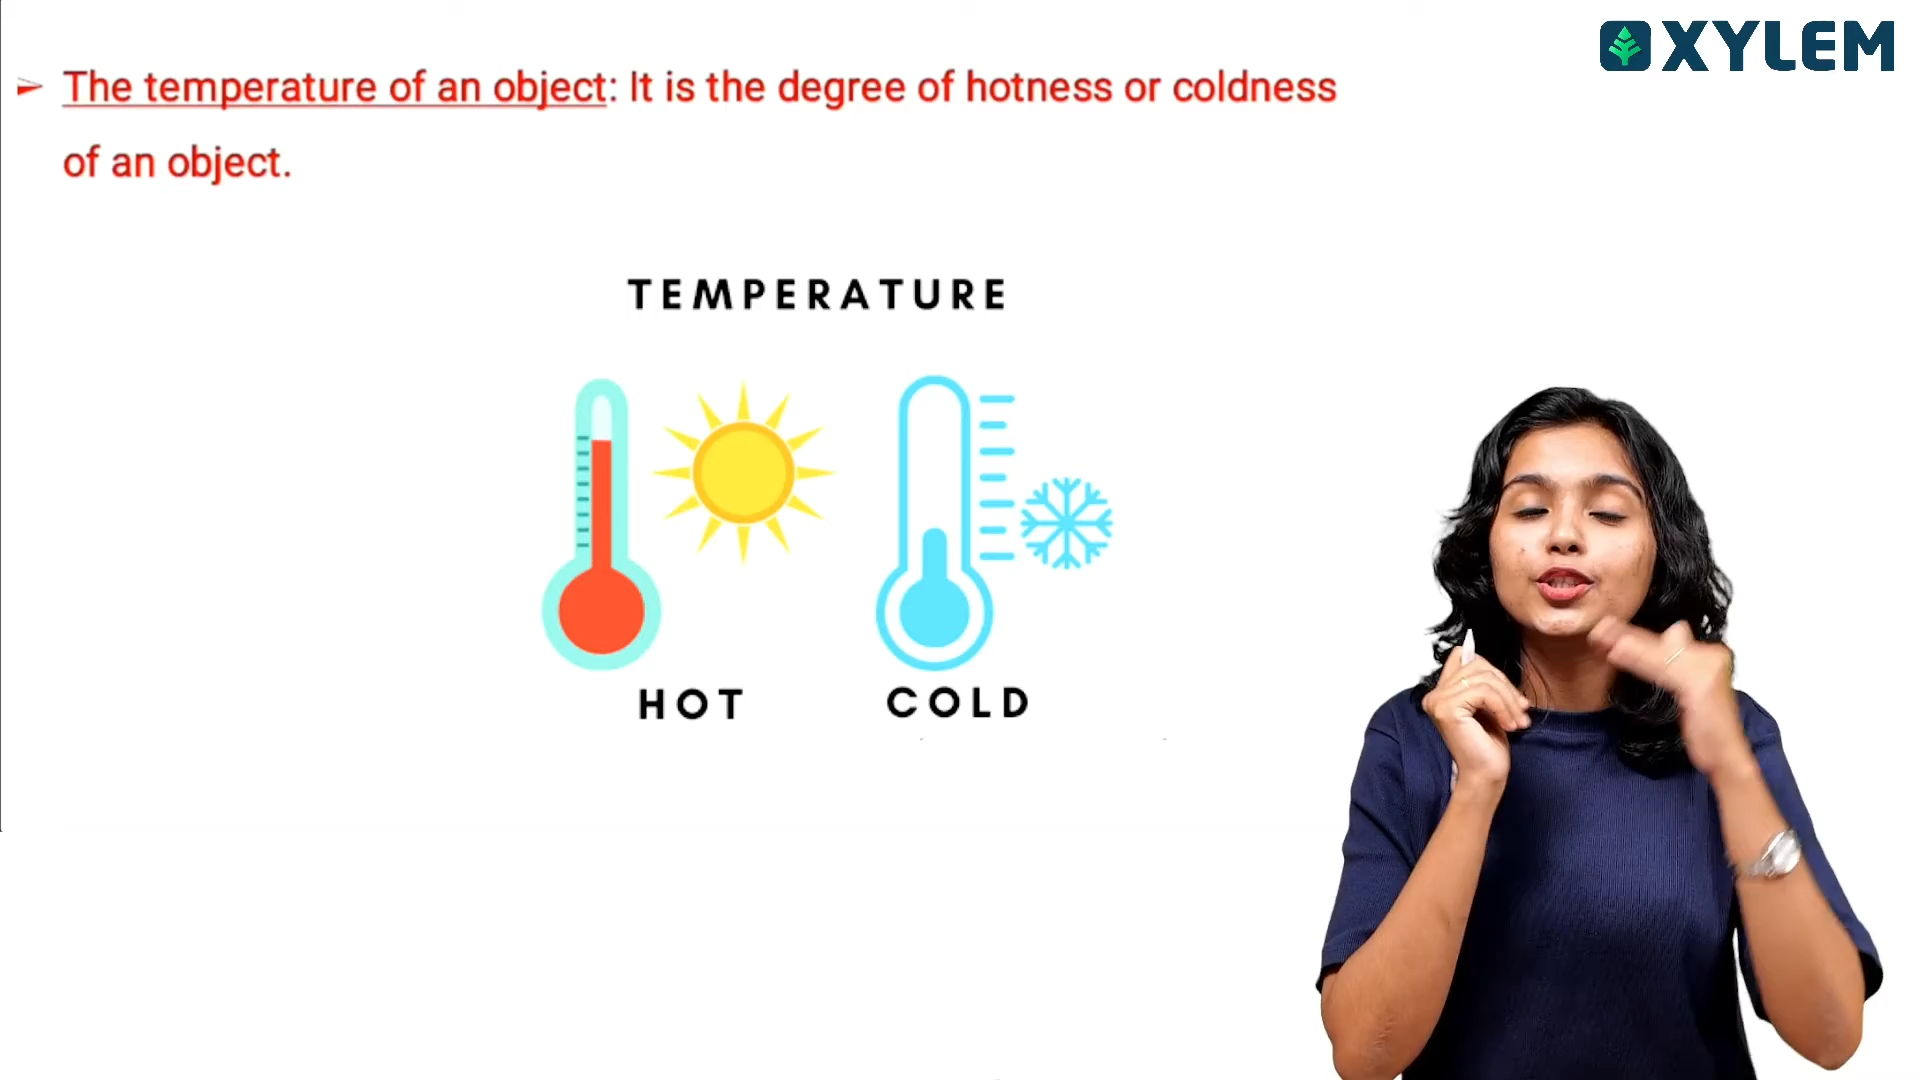 XYLEM
The temperature of an object: It is the degree of hotness or coldness
of an object.
TEMPERATURE
HOT COLD